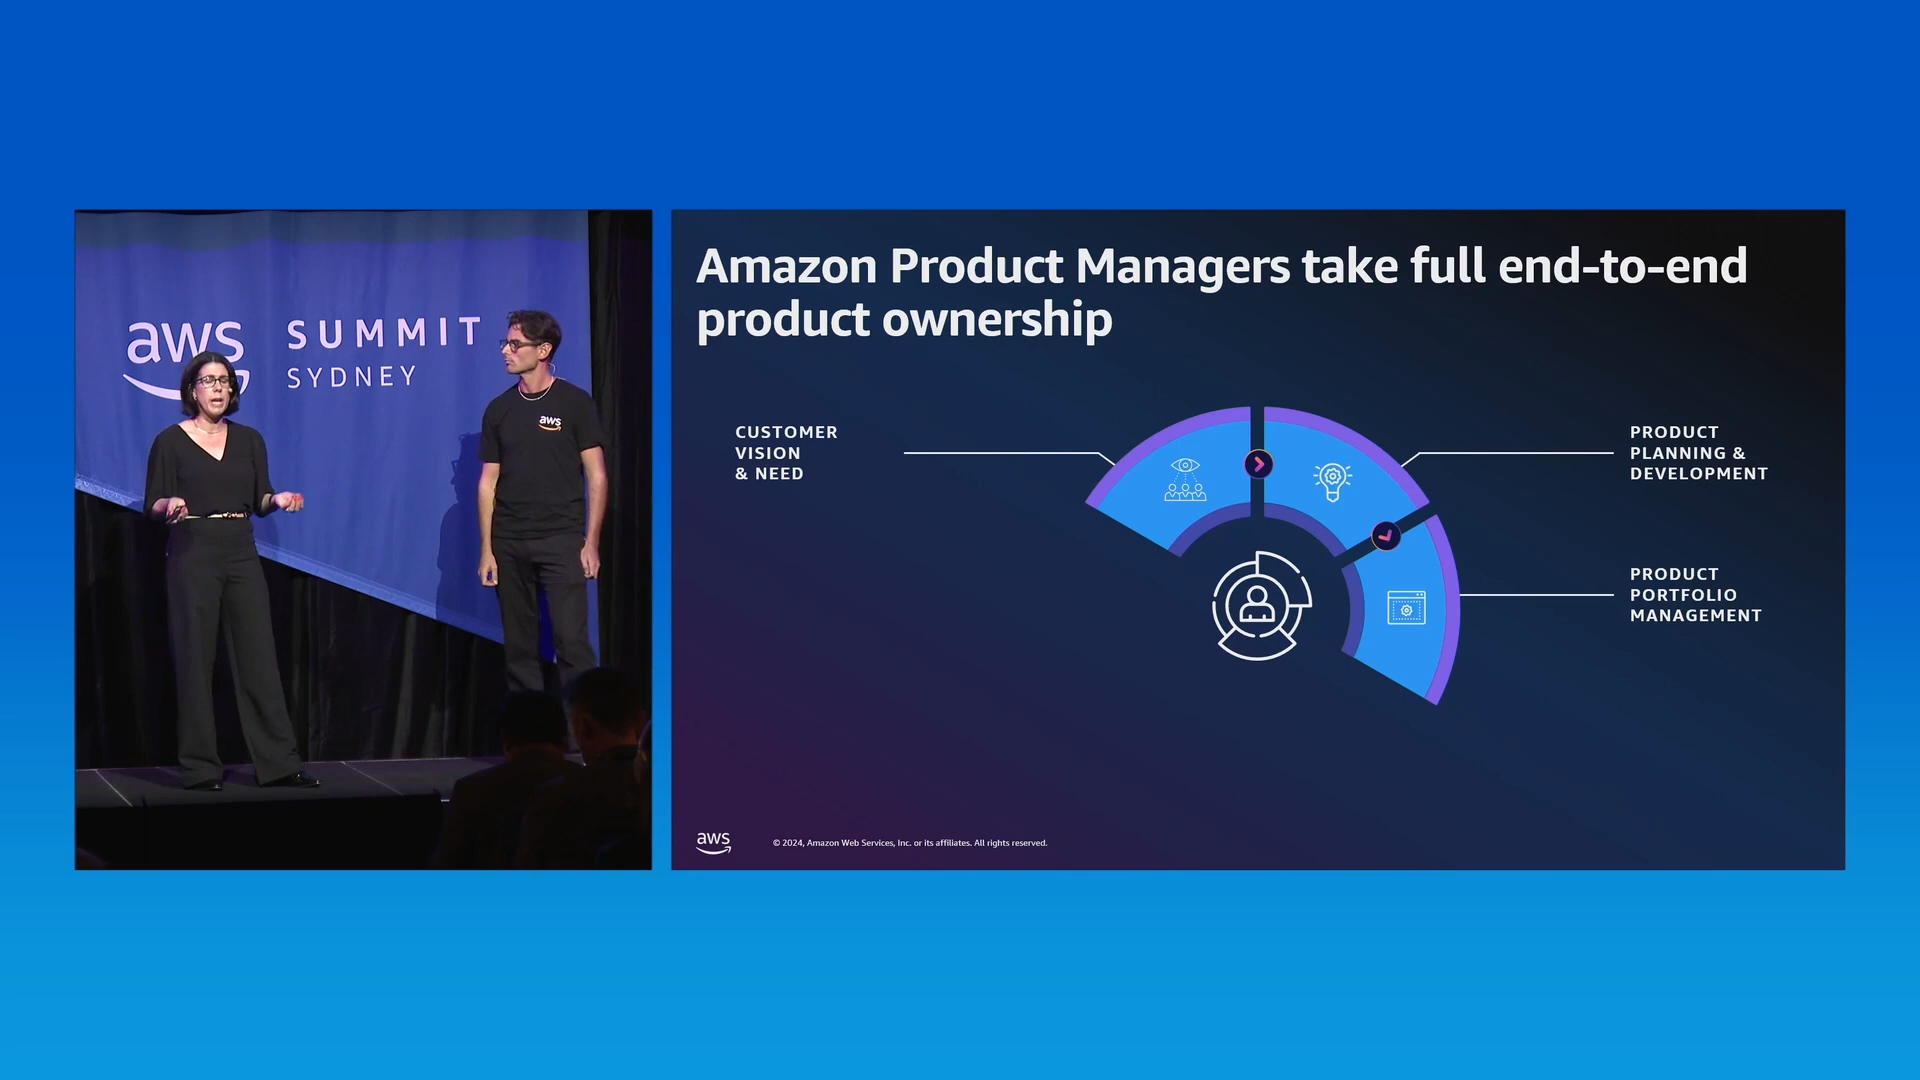 aws
SUMMIT
SYDNEY
aws
Amazon Product Managers take full end-to-end
product ownership
CUSTOMER
VISION
& NEED
PRODUCT
PLANNING &
DEVELOPMENT
PRODUCT
PORTFOLIO
MANAGEMENT
aws
© 2024, Amazon Web Services, Inc. or its affiliates. All rights reserved.